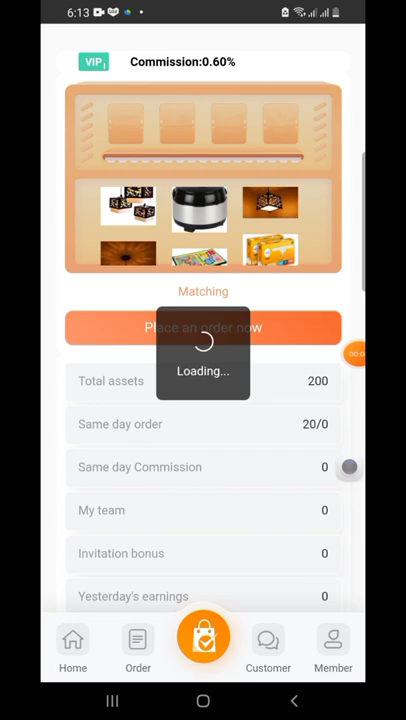 6:13
VIP1
Commission:0.60%
Matching
Place an order now
Loading...
Total assets 200
Same day order 20/0
Same day Commission 0
My team 0
Invitation bonus 0
Yesterday's earnings 0
Home Order Customer Member